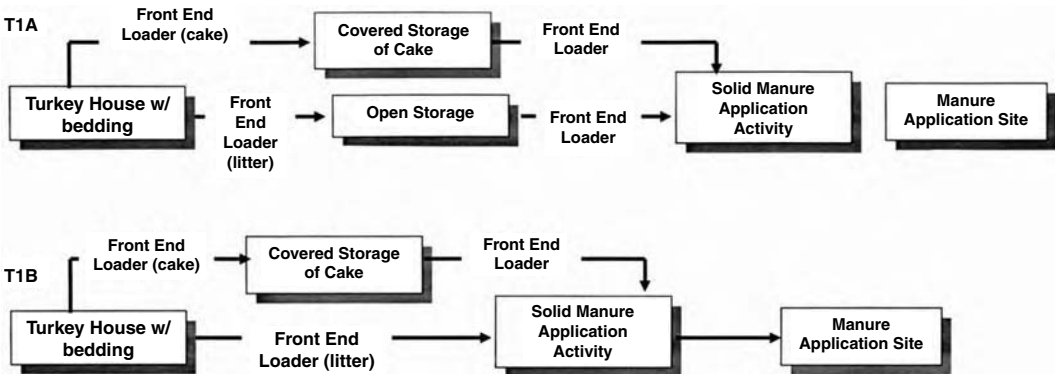 T1A
Front End
Loader (cake)
Covered Storage
of Cake
Front End
Loader
Turkey House w/
bedding
Front
End
Loader
(litter)
Open Storage
Front End
Loader
Solid Manure
Application
Activity
Manure
Application Site
T1B
Front End
Loader (cake)
Covered Storage
of Cake
Front End
Loader
Turkey House w/
bedding
Front End
Loader (litter)
Solid Manure
Application
Activity
Manure
Application Site